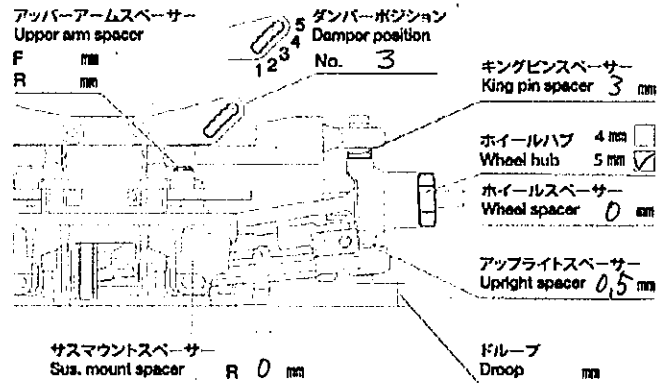 アッパーアームスペーサー
Uppor arm spacor
F mm
R mm
5
4
3
2
1
ダンパーポジション
Dampor position
No. 3
キングピンスペーサー
King pin spacer 3 mm
ホイールハブ 4 mm
Wheel hub 5 mm ✓
ホイールスペーサー
Wheel spacer 0 mm
アップライトスペーサー
Upright spacer 0,5 mm
サスマウントスペーサー
Sus. mount spacer R 0 mm
ドループ
Droop mm